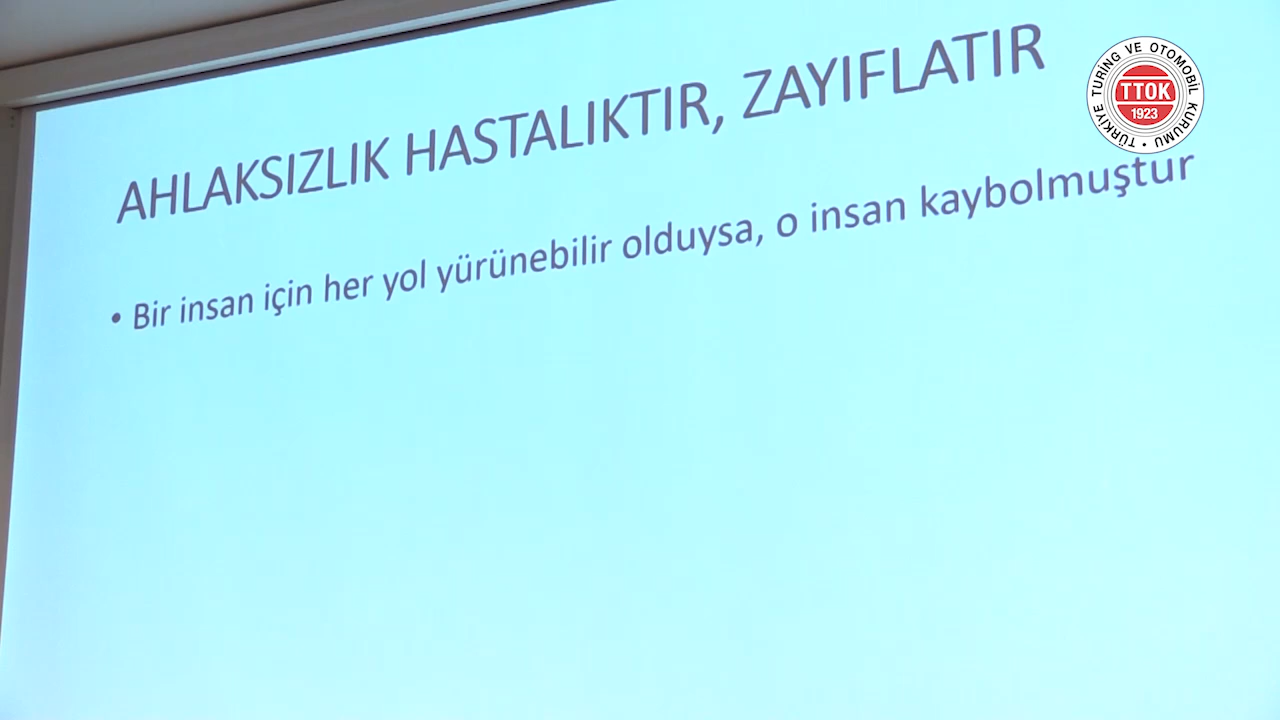 AHLAKSIZLIK HASTALIKTIR, ZAYIFLATIR
• Bir insan için her yol yürünebilir olduysa, o insan kaybolmuştur
TÜRKİYE TURİNG VE OTOMOBİL KURUMU •
TTOK
1923